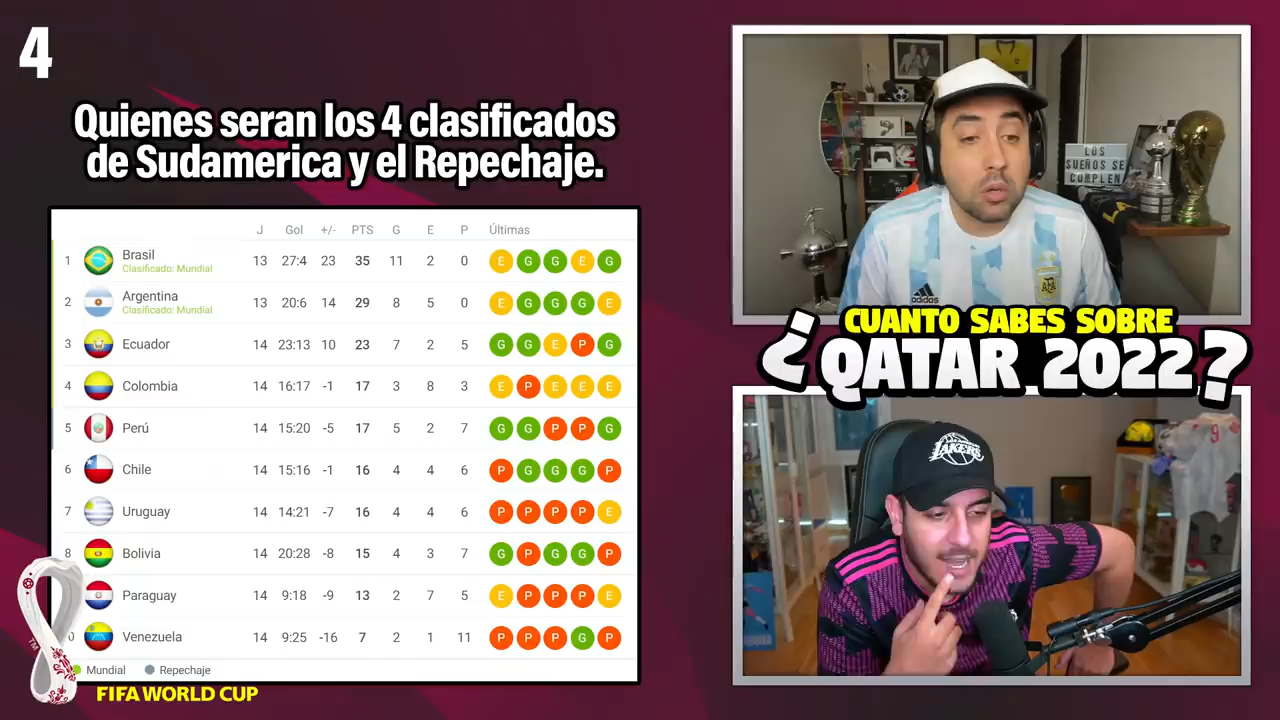 4
Quienes seran los 4 clasificados
de Sudamerica y el Repechaje.
J Gol +/- PTS G E P Últimas
1 Brasil 13 27:4 23 35 11 2 0 E G G E G
Clasificado: Mundial
2 Argentina 13 20:6 14 29 8 5 0 E G G G E
Clasificado: Mundial
3 Ecuador 14 23:13 10 23 7 2 5 G G E P G
4 Colombia 14 16:17 -1 17 3 8 3 E P E E E
5 Perú 14 15:20 -5 17 5 2 7 G G P P G
6 Chile 14 15:16 -1 16 4 4 6 P G G G P
7 Uruguay 14 14:21 -7 16 4 4 6 P P P P E
8 Bolivia 14 20:28 -8 15 4 3 7 G P G G P
Paraguay 14 9:18 -9 13 2 7 5 E P P P E
0 Venezuela 14 9:25 -16 7 2 1 11 P P P G P
Mundial Repechaje
TM
FIFA WORLD CUP
LOS
SUEÑOS SE
CUMPLEN
adidas
AFA
CUANTO SABES SOBRE
¿QATAR 2022?
LAKERS
9